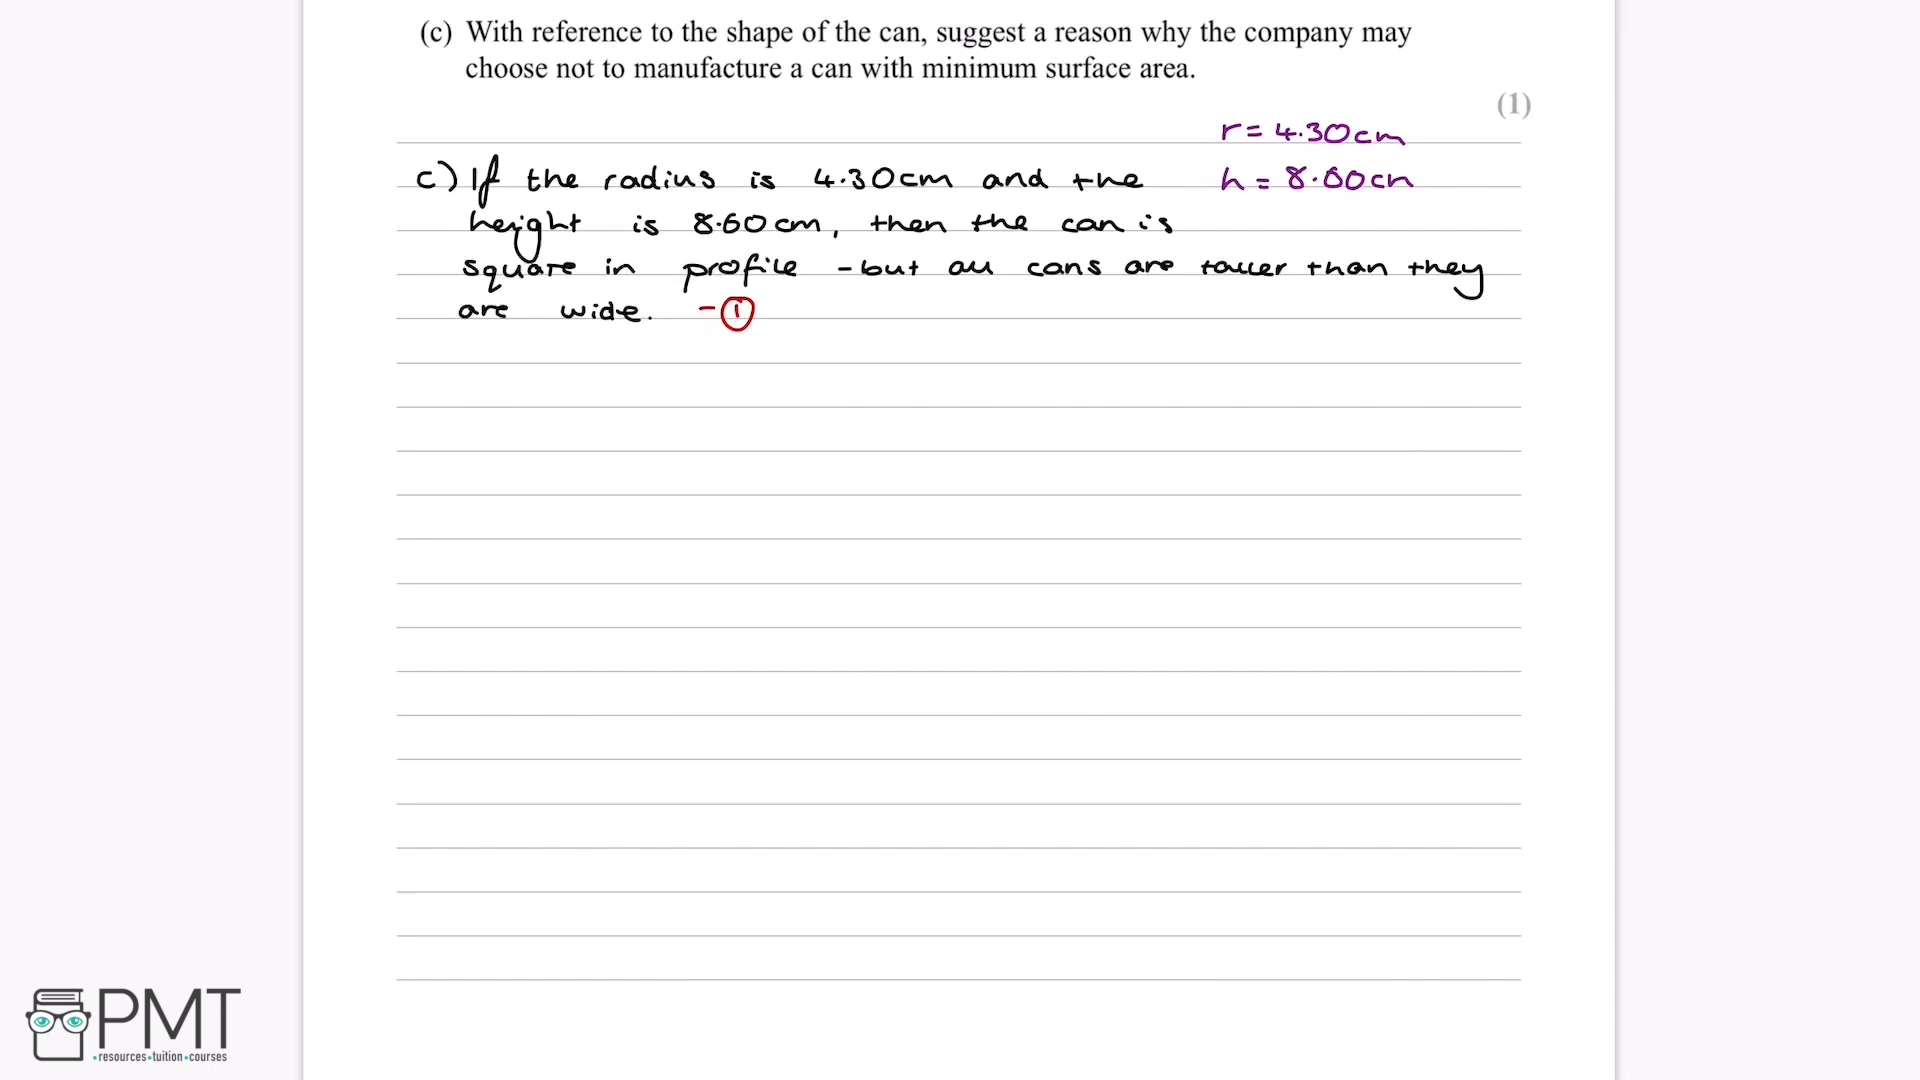 (c) With reference to the shape of the can, suggest a reason why the company may
choose not to manufacture a can with minimum surface area.
(1)
r = 4.30cm
h = 8.60cm
c) If the radius is 4.30cm and the
height is 8.60cm, then the can is
square in profile - but all cans are taller than they
are wide. - ①
PMT
•resources•tuition•courses